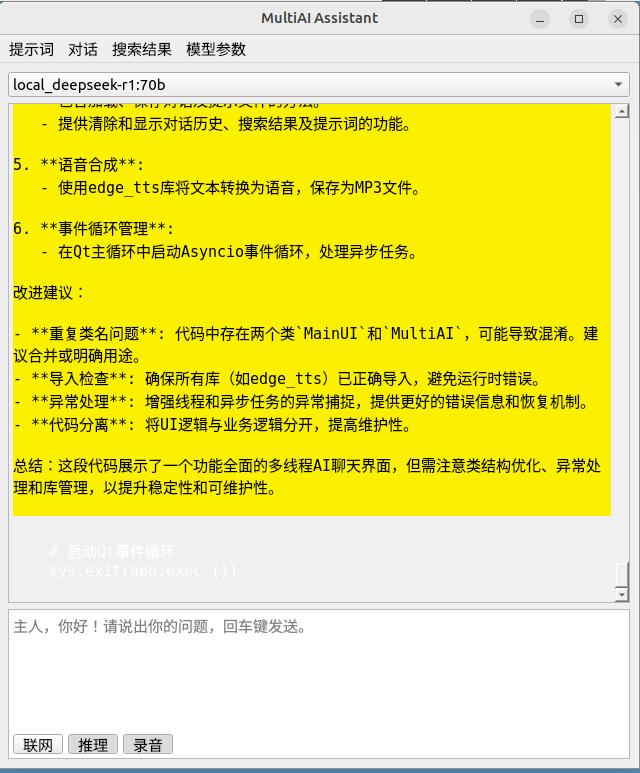 MultiAI Assistant
提示词 对话 搜索结果 模型参数
local_deepseek-r1:70b
- 包含加载、保存对话及提示文件的方法。
- 提供清除和显示对话历史、搜索结果及提示词的功能。
5. **语音合成**:
- 使用edge_tts库将文本转换为语音，保存为MP3文件。
6. **事件循环管理**:
- 在Qt主循环中启动Asyncio事件循环，处理异步任务。
改进建议：
- **重复类名问题**: 代码中存在两个类`MainUI`和`MultiAI`，可能导致混淆。建
议合并或明确用途。
- **导入检查**: 确保所有库（如edge_tts）已正确导入，避免运行时错误。
- **异常处理**: 增强线程和异步任务的异常捕捉，提供更好的错误信息和恢复机制。
- **代码分离**: 将UI逻辑与业务逻辑分开，提高维护性。
总结：这段代码展示了一个功能全面的多线程AI聊天界面，但需注意类结构优化、异常处
理和库管理，以提升稳定性和可维护性。
# 启动Qt事件循环
sys.exit(app.exec_())
主人，你好！请说出你的问题，回车键发送。
联网 推理 录音